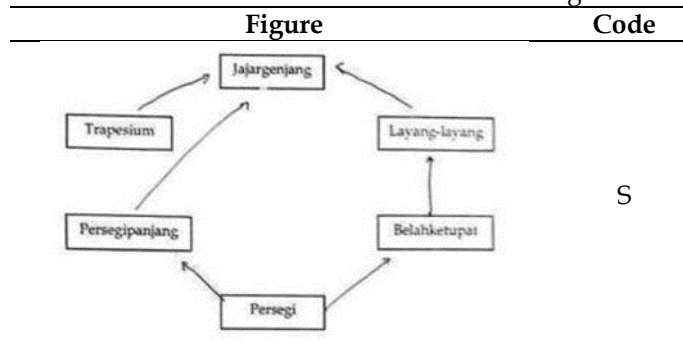 Figure Code
Jajargenjang
Trapesium
Layang-layang
S
Persegipanjang
Belahketupat
Persegi